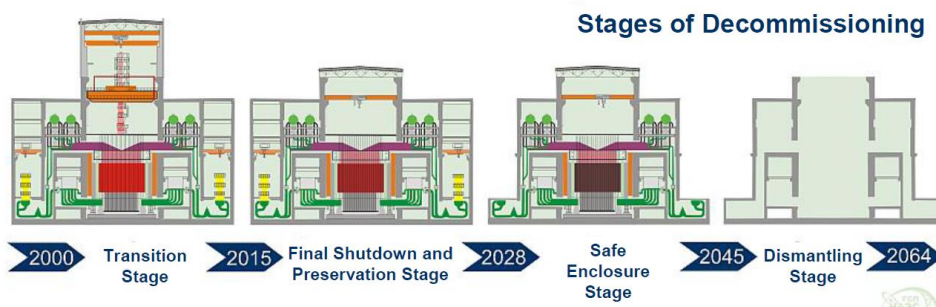 Stages of Decommissioning
2000
Transition
Stage
2015
Final Shutdown and
Preservation Stage
2028
Safe
Enclosure
Stage
2045
Dismantling
Stage
2064